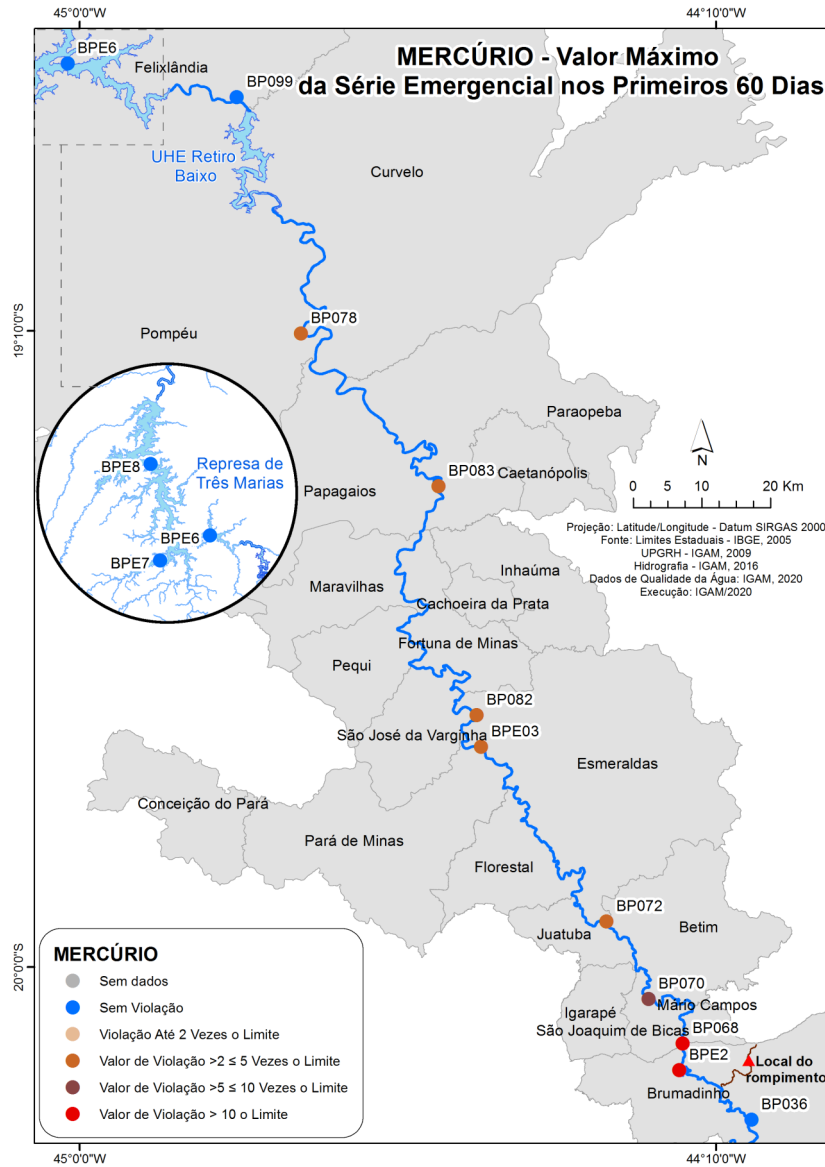 45°0'0"W
44°10'0"W
MERCÚRIO - Valor Máximo
da Série Emergencial nos Primeiros 60 Dias
BPE6
Felixlândia
BP099
UHE Retiro
Baixo
Curvelo
BP078
19°10'0"S
Pompéu
Paraopeba
N
BP083
Caetanópolis
0 5 10 20 Km
BPE8
Represa de
Três Marias
Papagaios
BPE6
BPE7
Projeção: Latitude/Longitude - Datum SIRGAS 2000
Fonte: Limites Estaduais - IBGE, 2005
UPGRH - IGAM, 2009
Hidrografia - IGAM, 2016
Dados de Qualidade da Água: IGAM, 2020
Execução: IGAM/2020
Inhaúma
Maravilhas
Cachoeira da Prata
Fortuna de Minas
Pequi
BP082
São José da Varginha
BPE03
Esmeraldas
Conceição do Pará
Pará de Minas
Florestal
BP072
Juatuba
Betim
20°0'0"S
BP070
Mário Campos
Igarapé
São Joaquim de Bicas
BP068
BPE2
Local do
rompimento
Brumadinho
BP036
MERCÚRIO
Sem dados
Sem Violação
Violação Até 2 Vezes o Limite
Valor de Violação >2 ≤ 5 Vezes o Limite
Valor de Violação >5 ≤ 10 Vezes o Limite
Valor de Violação > 10 o Limite
45°0'0"W
44°10'0"W